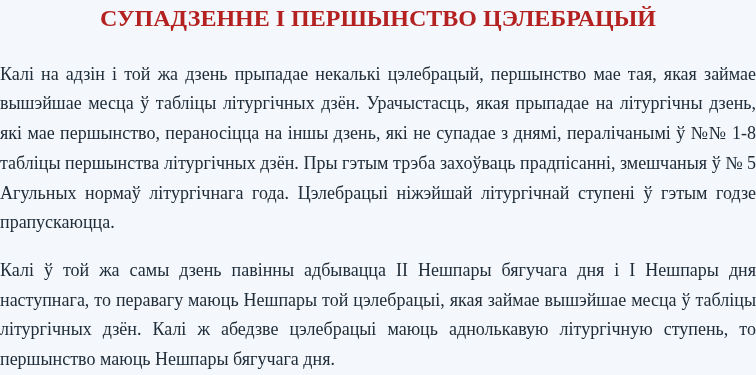 СУПАДЗЕННЕ І ПЕРШЫНСТВО ЦЭЛЕБРАЦЫЙ
Калі на адзін і той жа дзень прыпадае некалькі цэлебрацый, першынство мае тая, якая займае
вышэйшае месца ў табліцы літургічных дзён. Урачыстасць, якая прыпадае на літургічны дзень,
які мае першынство, пераносіцца на іншы дзень, які не супадае з днямі, пералічанымі ў №№ 1-8
табліцы першынства літургічных дзён. Пры гэтым трэба захоўваць прадпісанні, змешчаныя ў № 5
Агульных нормаў літургічнага года. Цэлебрацыі ніжэйшай літургічнай ступені ў гэтым годзе
прапускаюцца.
Калі ў той жа самы дзень павінны адбывацца ІІ Нешпары бягучага дня і І Нешпары дня
наступнага, то перавагу маюць Нешпары той цэлебрацыі, якая займае вышэйшае месца ў табліцы
літургічных дзён. Калі ж абедзве цэлебрацыі маюць аднолькавую літургічную ступень, то
першынство маюць Нешпары бягучага дня.